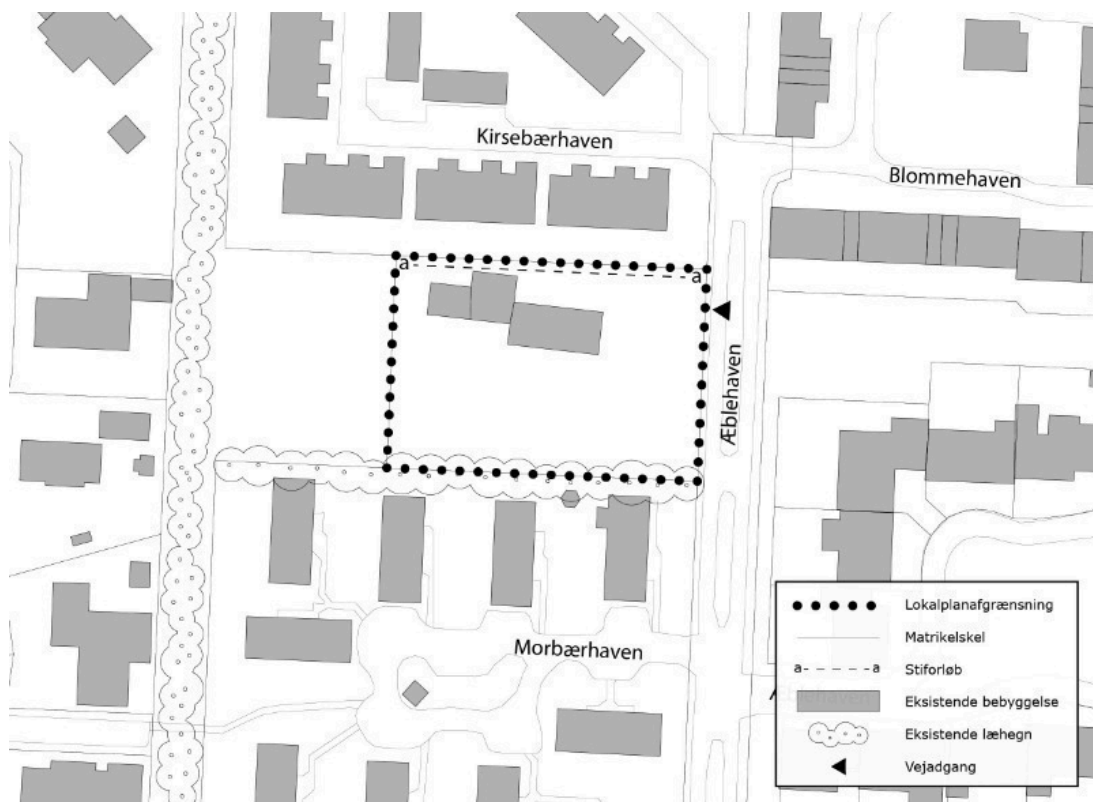 Kirsebærhaven
Blommehaven
a
a
Æblehaven
Morbærhaven
Lokalplanafgrænsning
Matrikelskel
a a
Stiforløb
Eksistende bebyggelse
Eksistende læhegn
Vejadgang